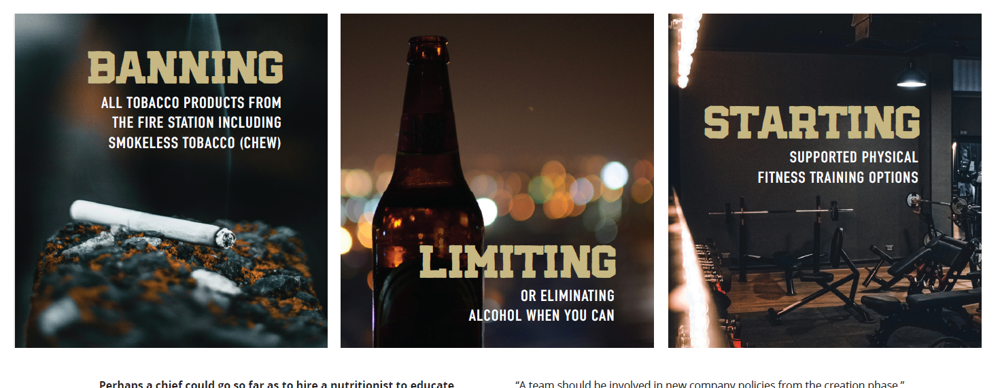 BANNING
ALL TOBACCO PRODUCTS FROM
THE FIRE STATION INCLUDING
SMOKELESS TOBACCO (CHEW)
LIMITING
OR ELIMINATING
ALCOHOL WHEN YOU CAN
STARTING
SUPPORTED PHYSICAL
FITNESS TRAINING OPTIONS
Perhaps a chief could go so far as to hire a nutritionist to educate
“A team should be involved in new company policies from the creation phase.”